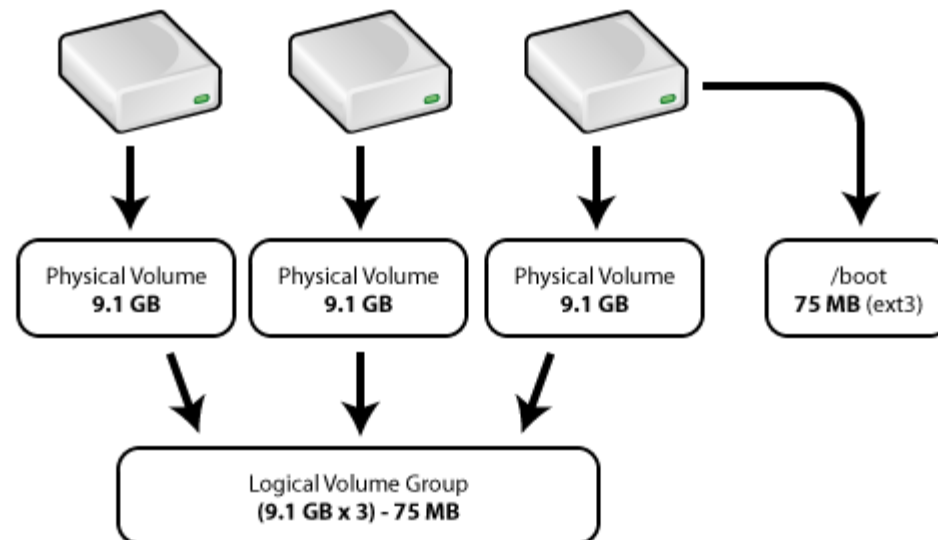 Physical Volume
9.1 GB
Physical Volume
9.1 GB
Physical Volume
9.1 GB
/boot
75 MB (ext3)
Logical Volume Group
(9.1 GB x 3) - 75 MB